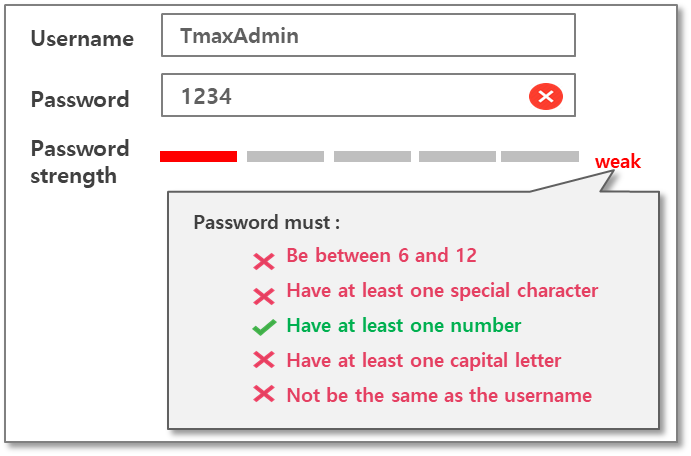 Username TmaxAdmin
Password 1234
Password
strength
weak
Password must :
Be between 6 and 12
Have at least one special character
Have at least one number
Have at least one capital letter
Not be the same as the username